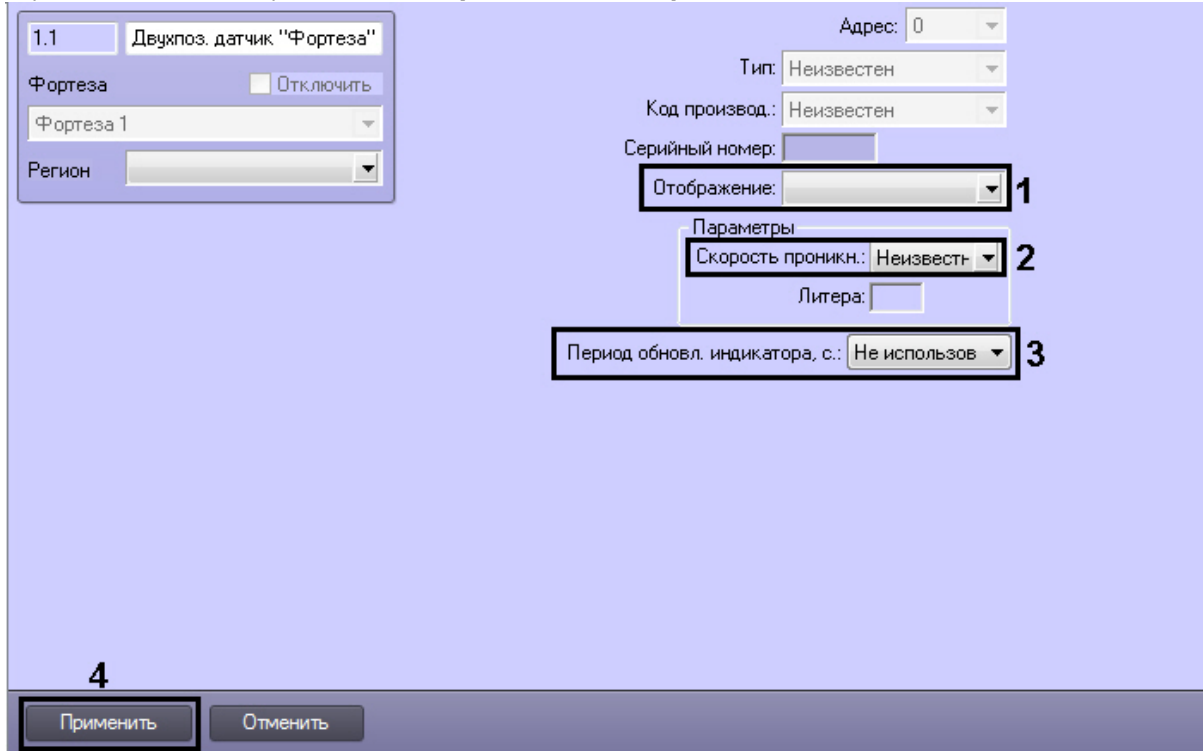 1.1
Двухпоз. датчик "Фортеза"
Фортеза
Отключить
Фортеза 1
Регион
Адрес: 0
Тип: Неизвестен
Код производ.: Неизвестен
Серийный номер:
Отображение:
1
Параметры
Скорость проникн.: Неизвестн
2
Литера:
Период обновл. индикатора, с.: Не использов
3
4
Применить
Отменить